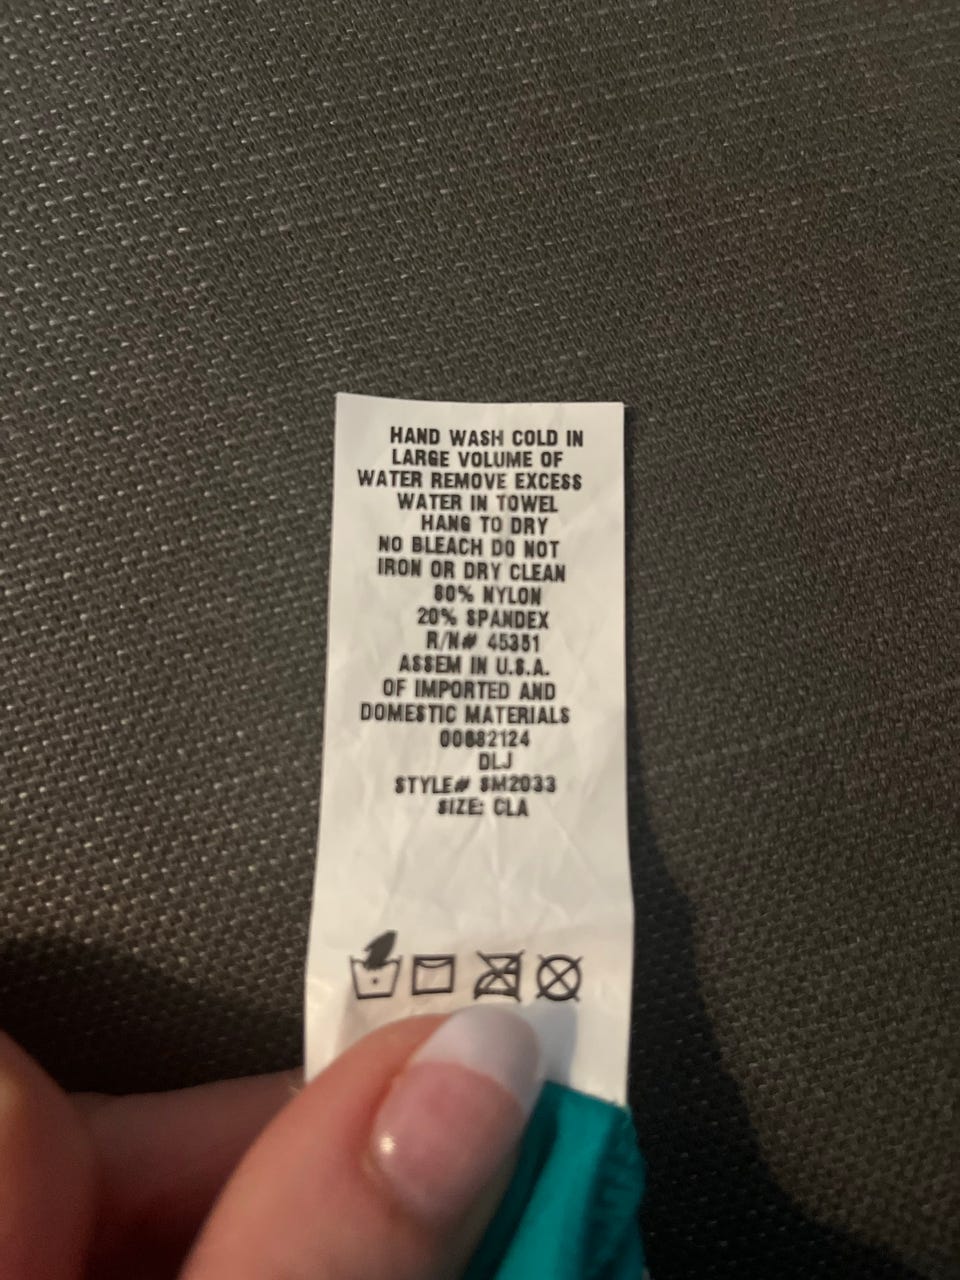 HAND WASH COLD IN
LARGE VOLUME OF
WATER REMOVE EXCESS
WATER IN TOWEL
HANG TO DRY
NO BLEACH DO NOT
IRON OR DRY CLEAN
80% NYLON
20% SPANDEX
R/N# 45351
ASSEM IN U.S.A.
OF IMPORTED AND
DOMESTIC MATERIALS
00682124
DLJ
STYLE# SM2033
SIZE: CLA